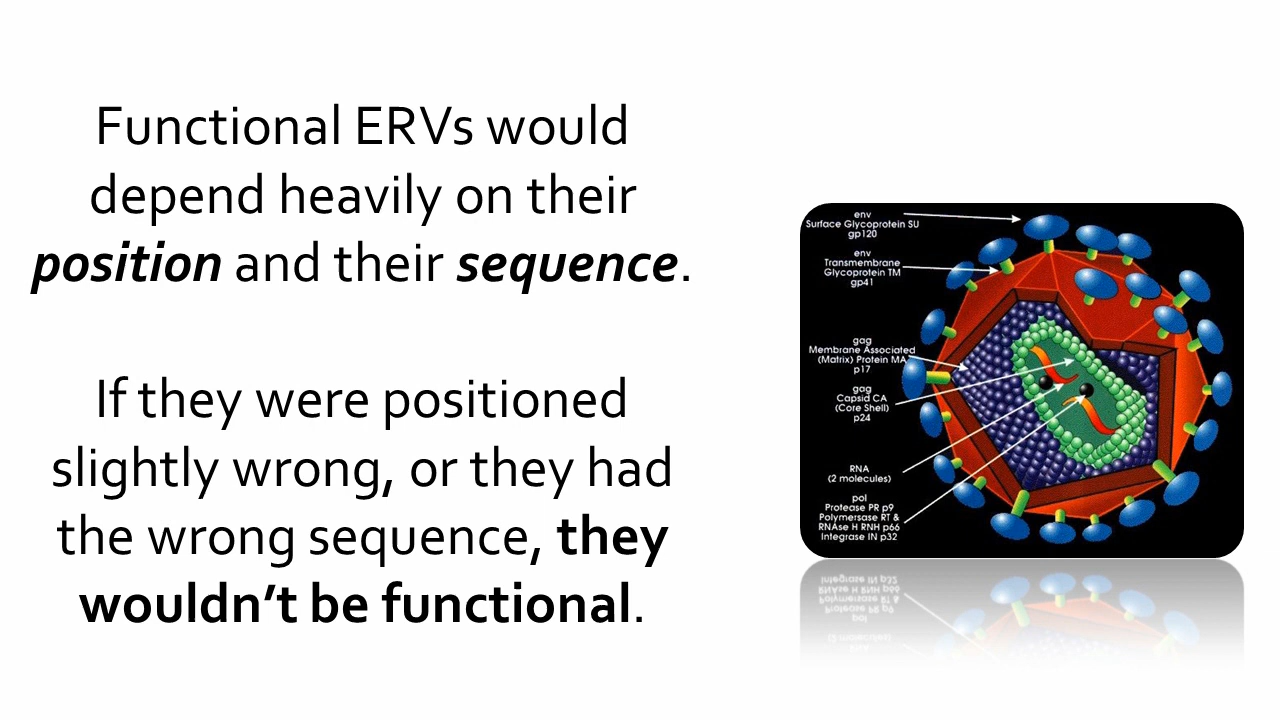 Functional ERVs would
depend heavily on their
position and their sequence.
If they were positioned
slightly wrong, or they had
the wrong sequence, they
wouldn’t be functional.
env
Surface Glycoprotein SU
gp120
env
Transmembrane
Glycoprotein TM
gp41
gag
Membrane Associated
(Matrix) Protein MA
p17
gag
Capsid CA
(Core Shell)
p24
RNA
(2 molecules)
pol
Protease PR p9
Polymersase RT &
RNAse H RNH p66
Integrase IN p32